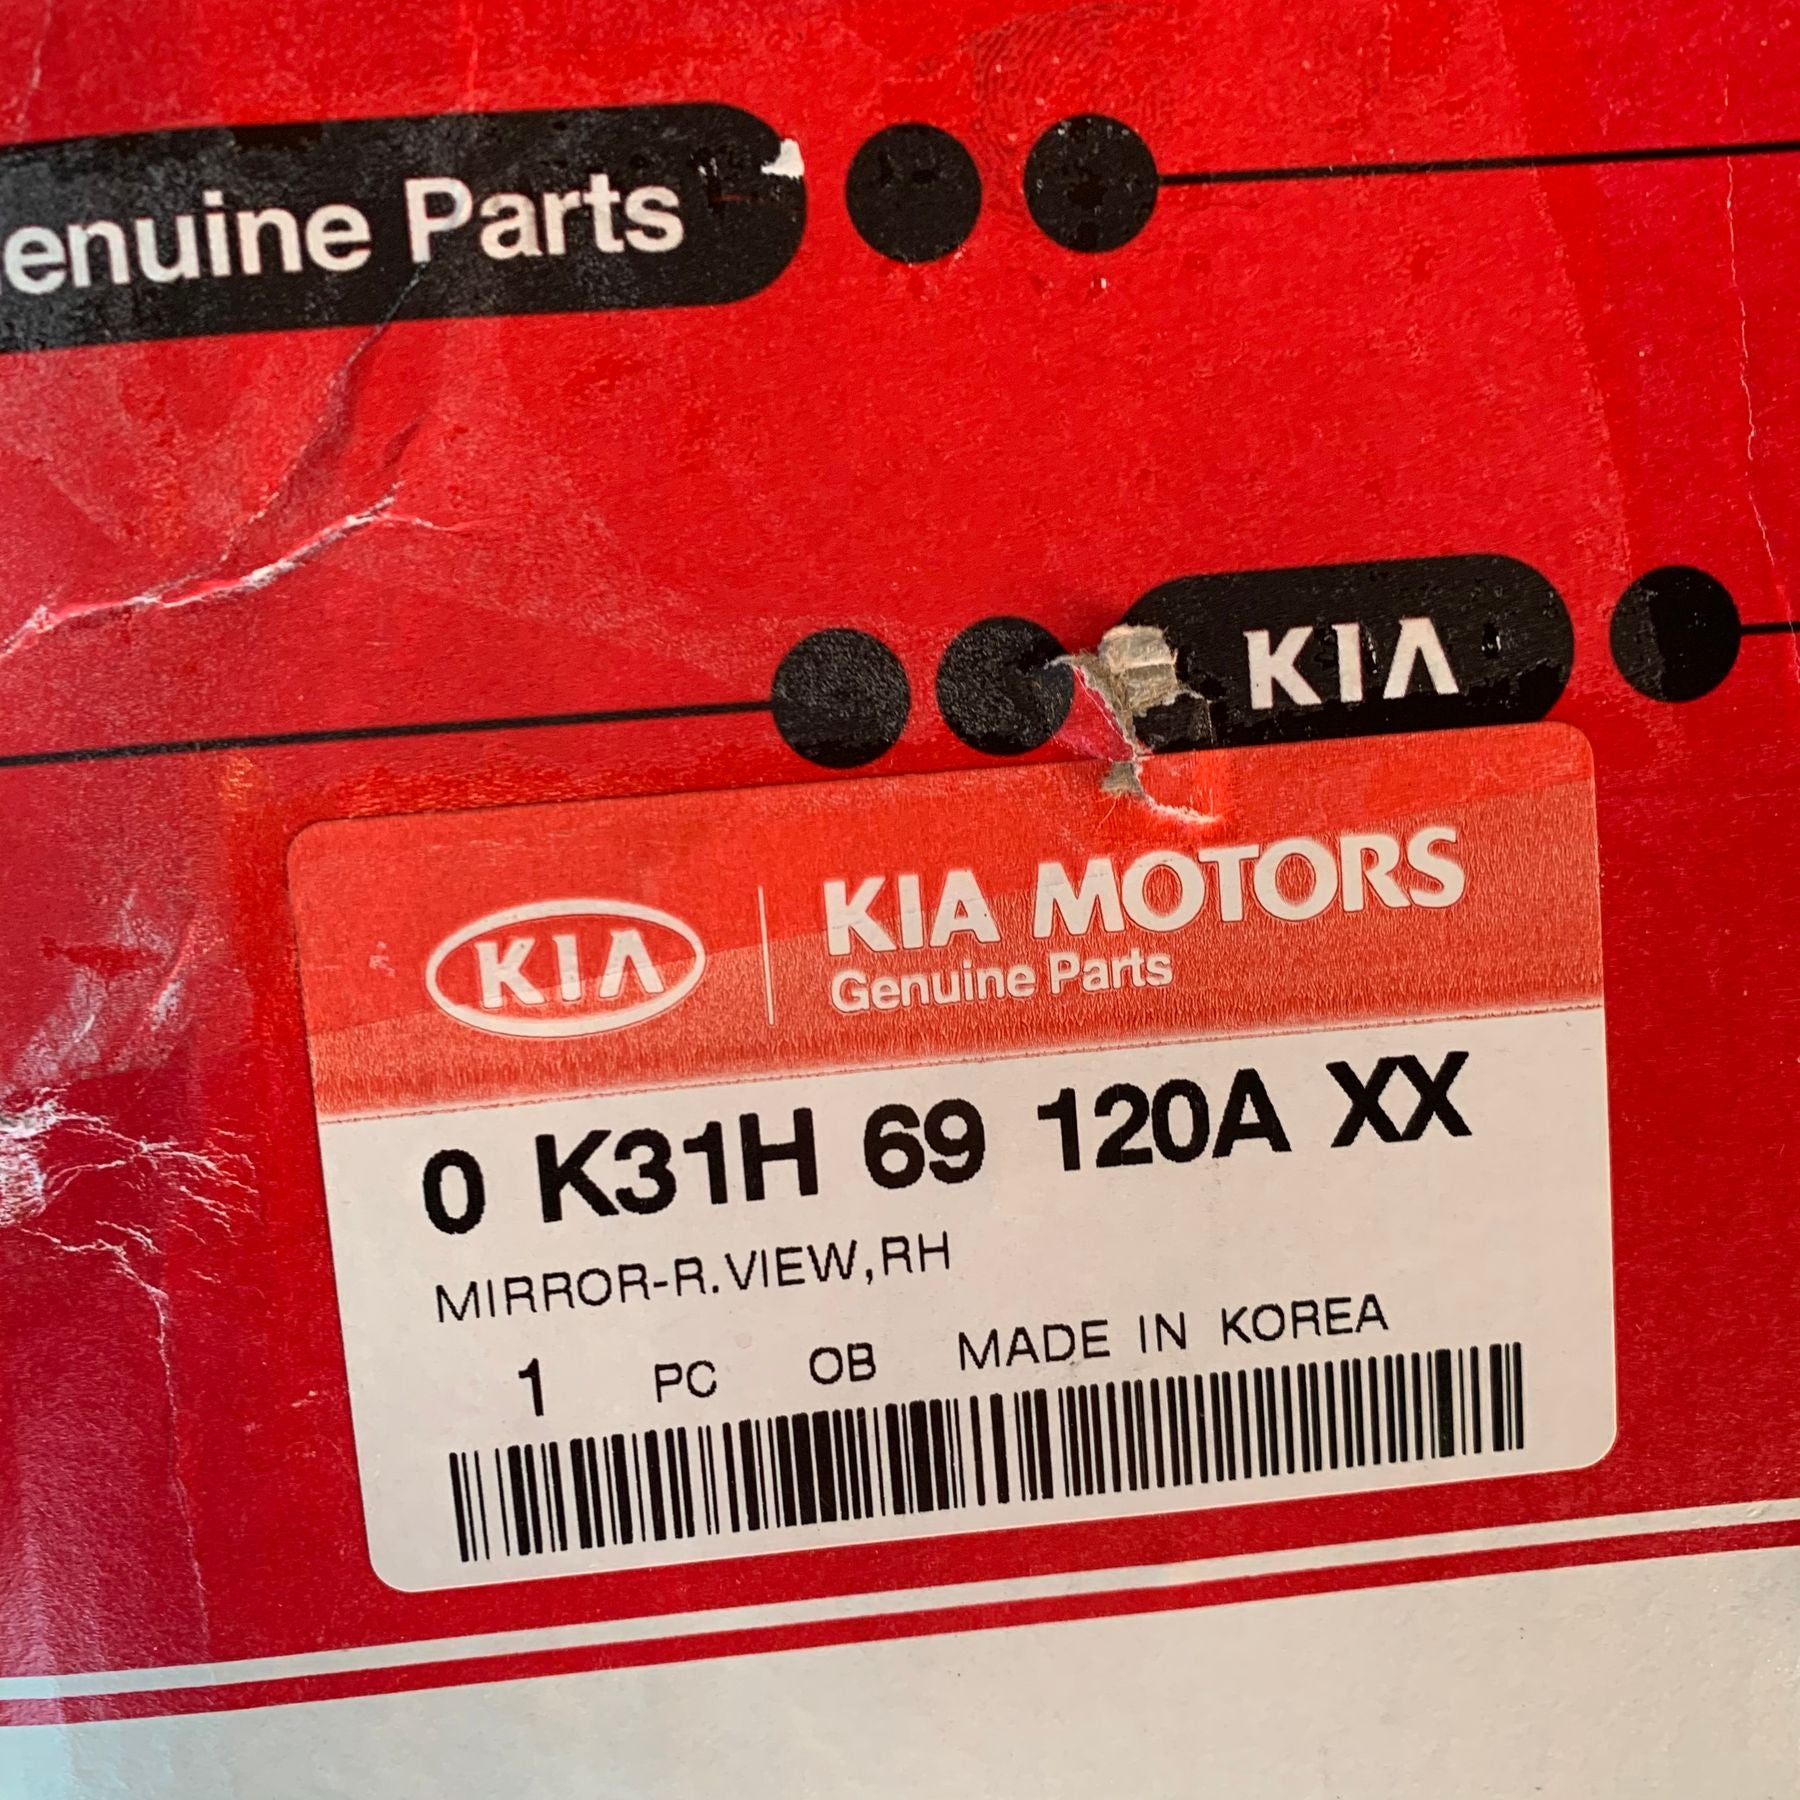 enuine Parts
KIA
KIA
KIA MOTORS
Genuine Parts
0 K31H 69 120A XX
MIRROR-R.VIEW,RH
1 PC OB MADE IN KOREA